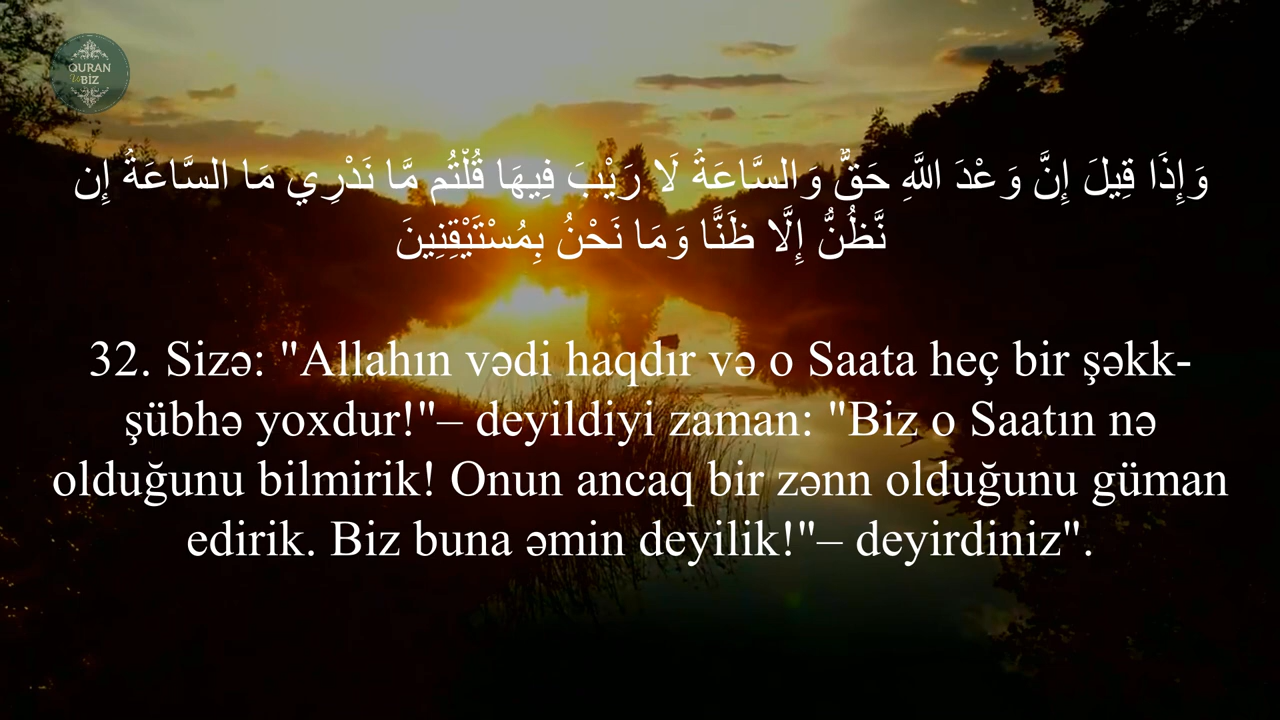 QURAN
Və BİZ
وَإِذَا قِيلَ إِنَّ وَعْدَ اللَّهِ حَقٌّ وَالسَّاعَةُ لَا رَيْبَ فِيهَا قُلْتُم مَّا نَدْرِي مَا السَّاعَةُ إِن
نَّظُنُّ إِلَّا ظَنًّا وَمَا نَحْنُ بِمُسْتَيْقِنِينَ
32. Sizə: "Allahın vədi haqdır və o Saata heç bir şəkk-
şübhə yoxdur!"– deyildiyi zaman: "Biz o Saatın nə
olduğunu bilmirik! Onun ancaq bir zənn olduğunu güman
edirik. Biz buna əmin deyilik!"– deyirdiniz".